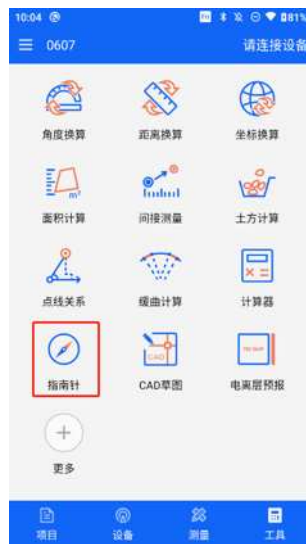 10:04
81%
0607
请连接设备
角度换算 距离换算 坐标换算
m²
面积计算 间接测量 土方计算
点线关系 缓曲计算 计算器
CAD
指南针 CAD草图 电离层预报
更多
项目 设备 测量 工具